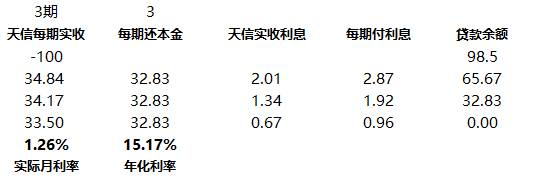 3期 3
天信每期实收 每期还本金 天信实收利息 每期付利息 贷款余额
-100 98.5
34.84 32.83 2.01 2.87 65.67
34.17 32.83 1.34 1.92 32.83
33.50 32.83 0.67 0.96 0.00
1.26% 15.17%
实际月利率 年化利率